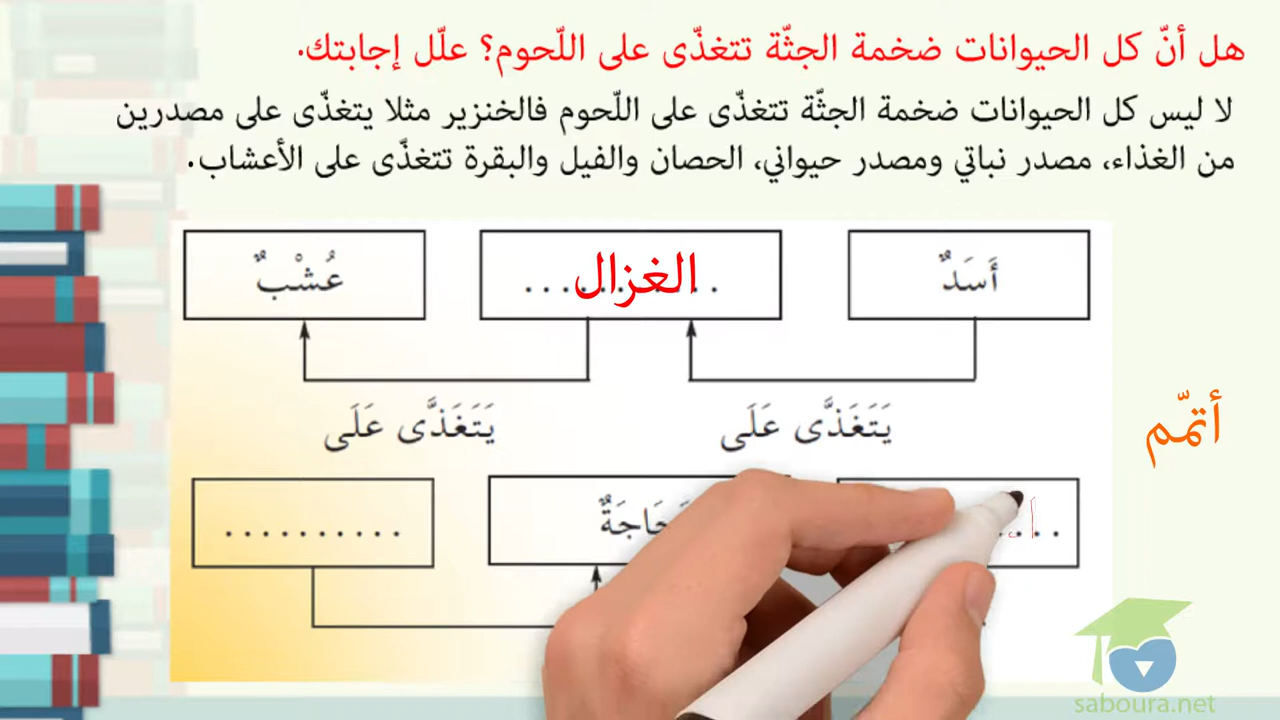 هل أنّ كل الحيوانات ضخمة الجثّة تتغذّى على اللّحوم؟ علّل إجابتك.
لا ليس كل الحيوانات ضخمة الجثّة تتغذّى على اللّحوم فالخنزير مثلا يتغذّى على مصدرين
من الغذاء، مصدر نباتي ومصدر حيواني، الحصان والفيل والبقرة تتغذّى على الأعشاب.
أَسَدٌ
الغزال
عُشْبٌ
يَتَغَذَّى عَلَى
يَتَغَذَّى عَلَى
أتمّم
saboura.net